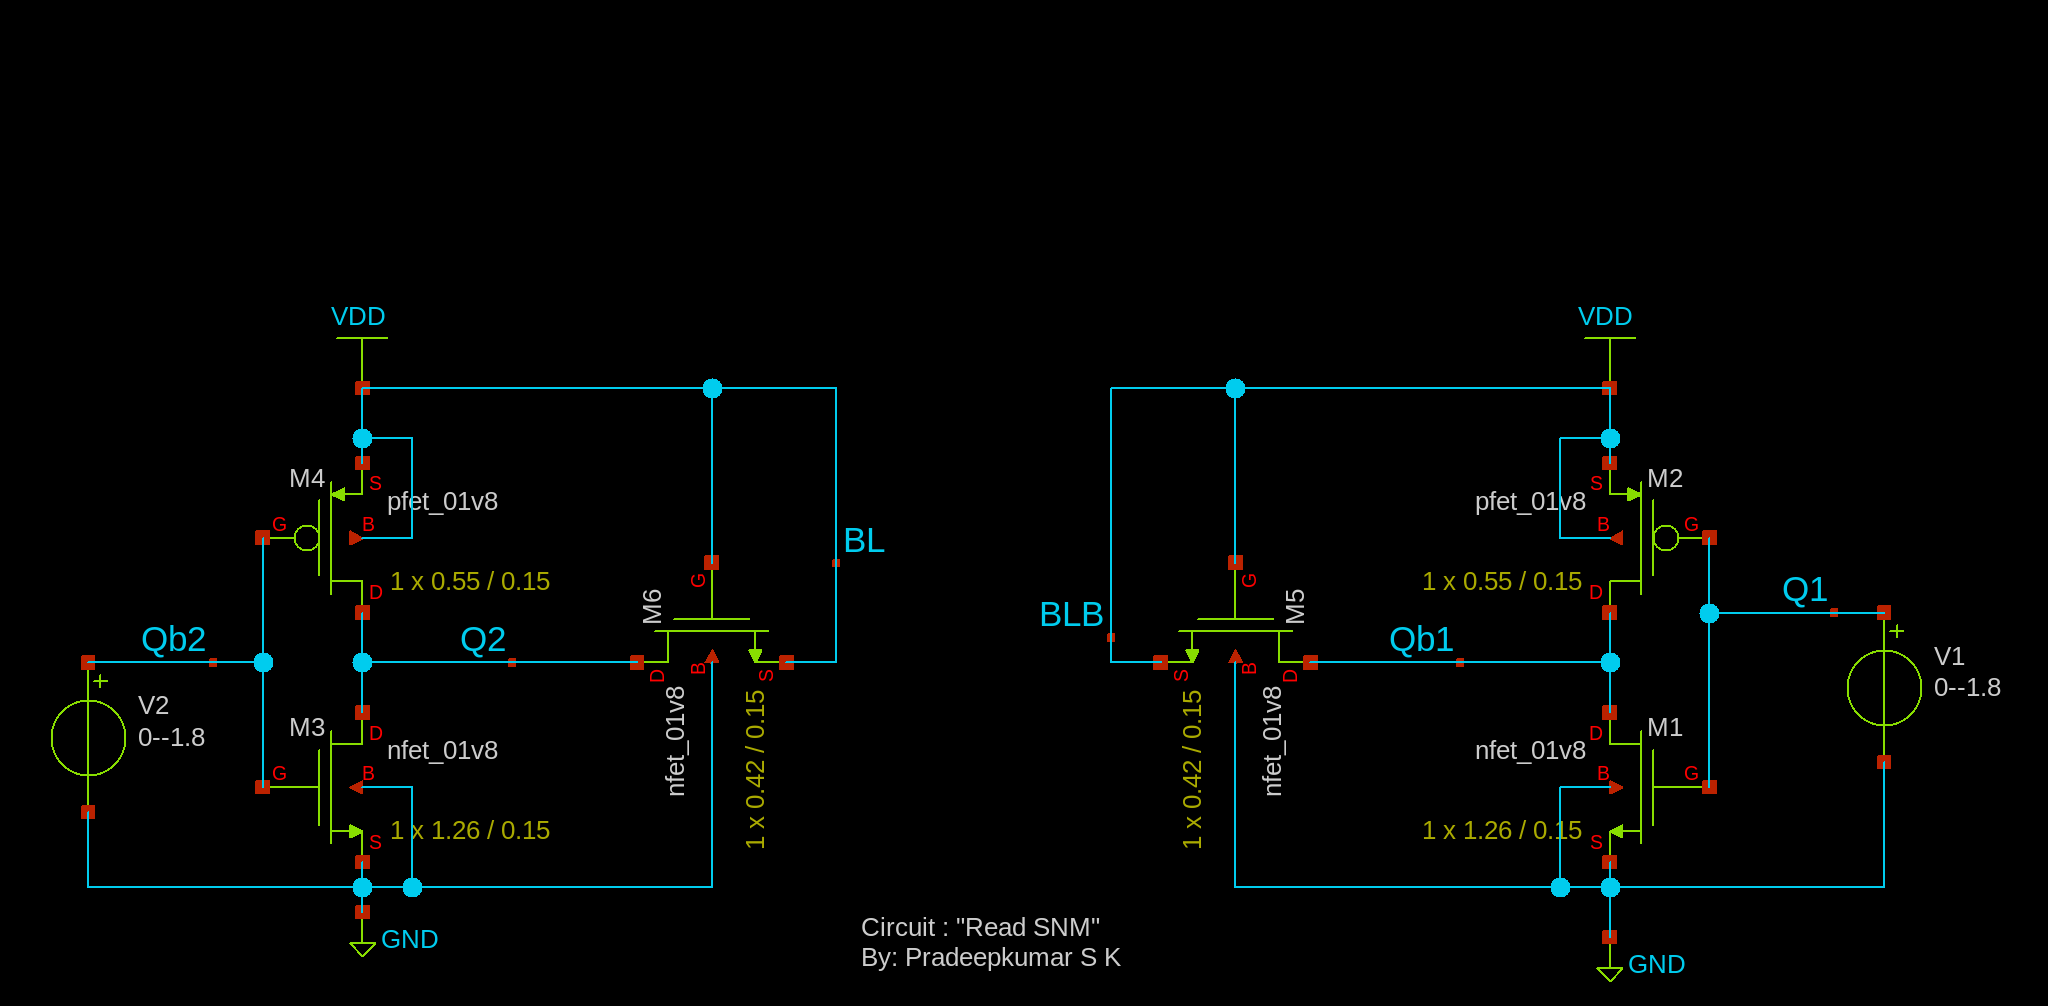 VDD
VDD
M4
S
pfet_01v8
G
B
1 x 0.55 / 0.15
D
BL
M6
G
Qb2
Q2
D
B
S
+
V2
0--1.8
M3
D
nfet_01v8
G
B
1 x 1.26 / 0.15
S
nfet_01v8
1 x 0.42 / 0.15
GND
M2
S
pfet_01v8
B
G
1 x 0.55 / 0.15
D
G
M5
BLB
Q1
Qb1
S
B
D
+
V1
0--1.8
M1
D
nfet_01v8
B
G
1 x 1.26 / 0.15
S
1 x 0.42 / 0.15
nfet_01v8
GND
Circuit : "Read SNM"
By: Pradeepkumar S K